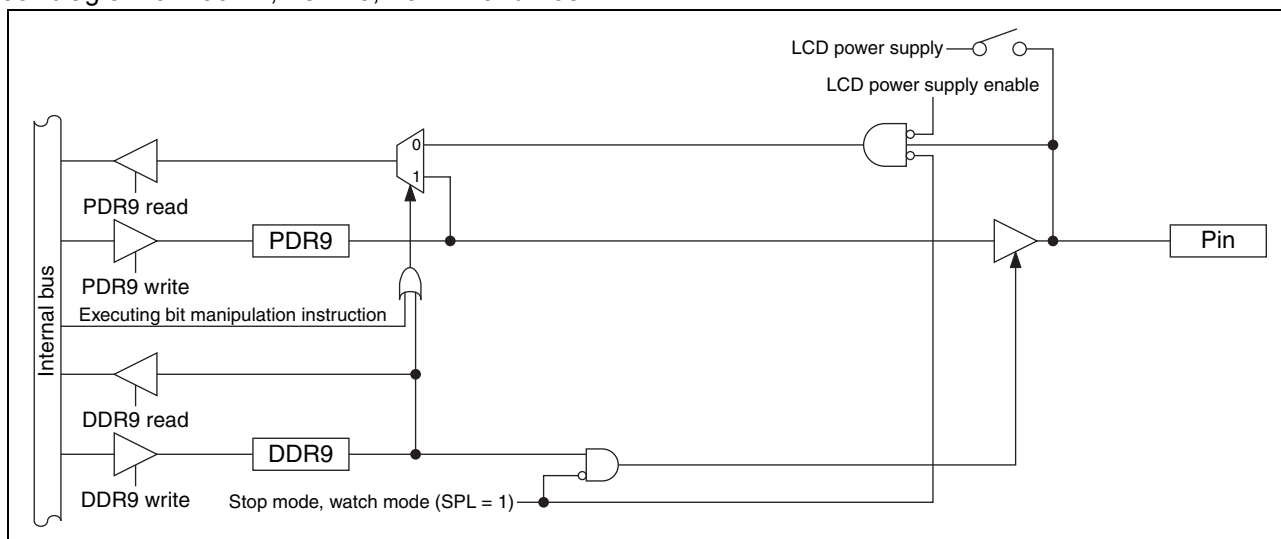 LCD power supply
LCD power supply enable
0
1
PDR9 read
PDR9
Pin
PDR9 write
Executing bit manipulation instruction
Internal bus
DDR9 read
DDR9
DDR9 write
Stop mode, watch mode (SPL = 1)